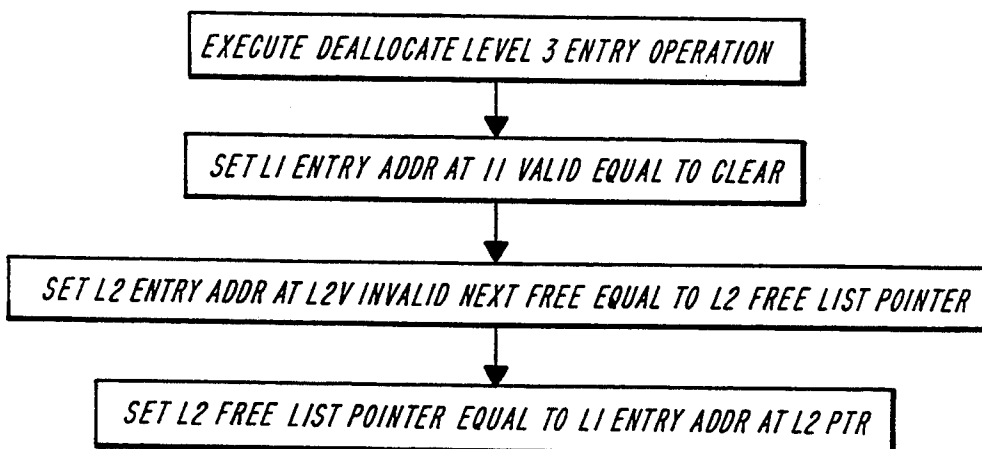 EXECUTE DEALLOCATE LEVEL 3 ENTRY OPERATION
SET L1 ENTRY ADDR AT 11 VALID EQUAL TO CLEAR
SET L2 ENTRY ADDR AT L2V INVALID NEXT FREE EQUAL TO L2 FREE LIST POINTER
SET L2 FREE LIST POINTER EQUAL TO L1 ENTRY ADDR AT L2 PTR